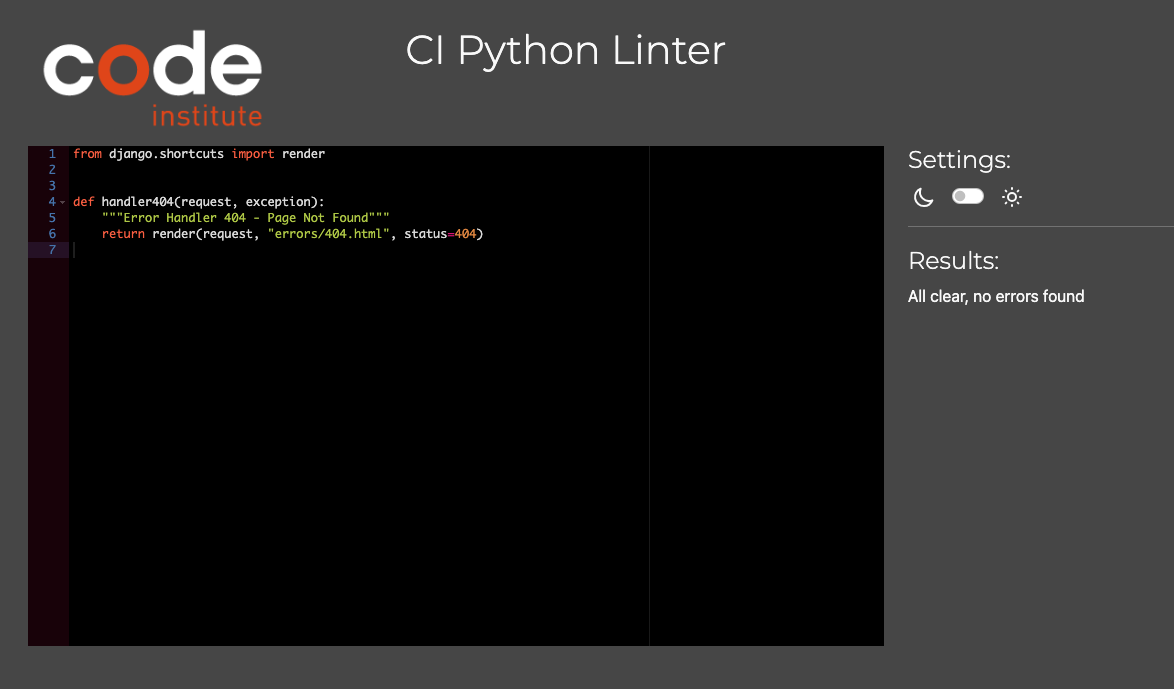 code
institute
CI Python Linter
1 from django.shortcuts import render
2
3
4 def handler404(request, exception):
5     """Error Handler 404 - Page Not Found"""
6     return render(request, "errors/404.html", status=404)
7
Settings:
Results:
All clear, no errors found